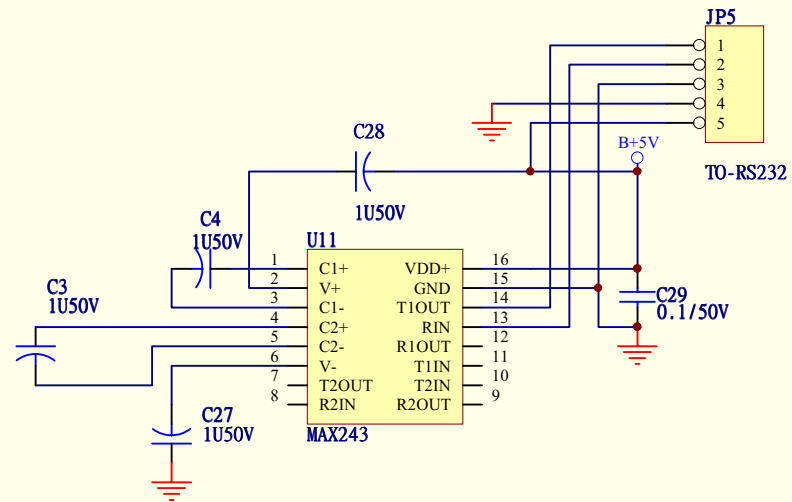 JP5
1
2
3
4
5
TO-RS232
B+5V
C28
1U50V
C4
1U50V
C3
1U50V
C27
1U50V
U11
1 C1+ VDD+ 16
2 V+ GND 15
3 C1- T1OUT 14
4 C2+ RIN 13
5 C2- R1OUT 12
6 V- T1IN 11
7 T2OUT T2IN 10
8 R2IN R2OUT 9
MAX243
C29
0.1/50V